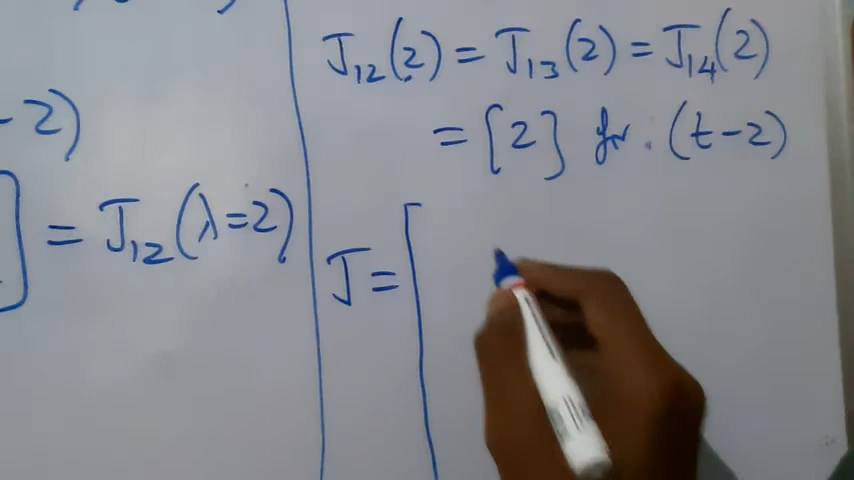 - 2)
= J12(λ=2)
J12(2) = J13(2) = J14(2)
= [2] for (t-2)
J = [